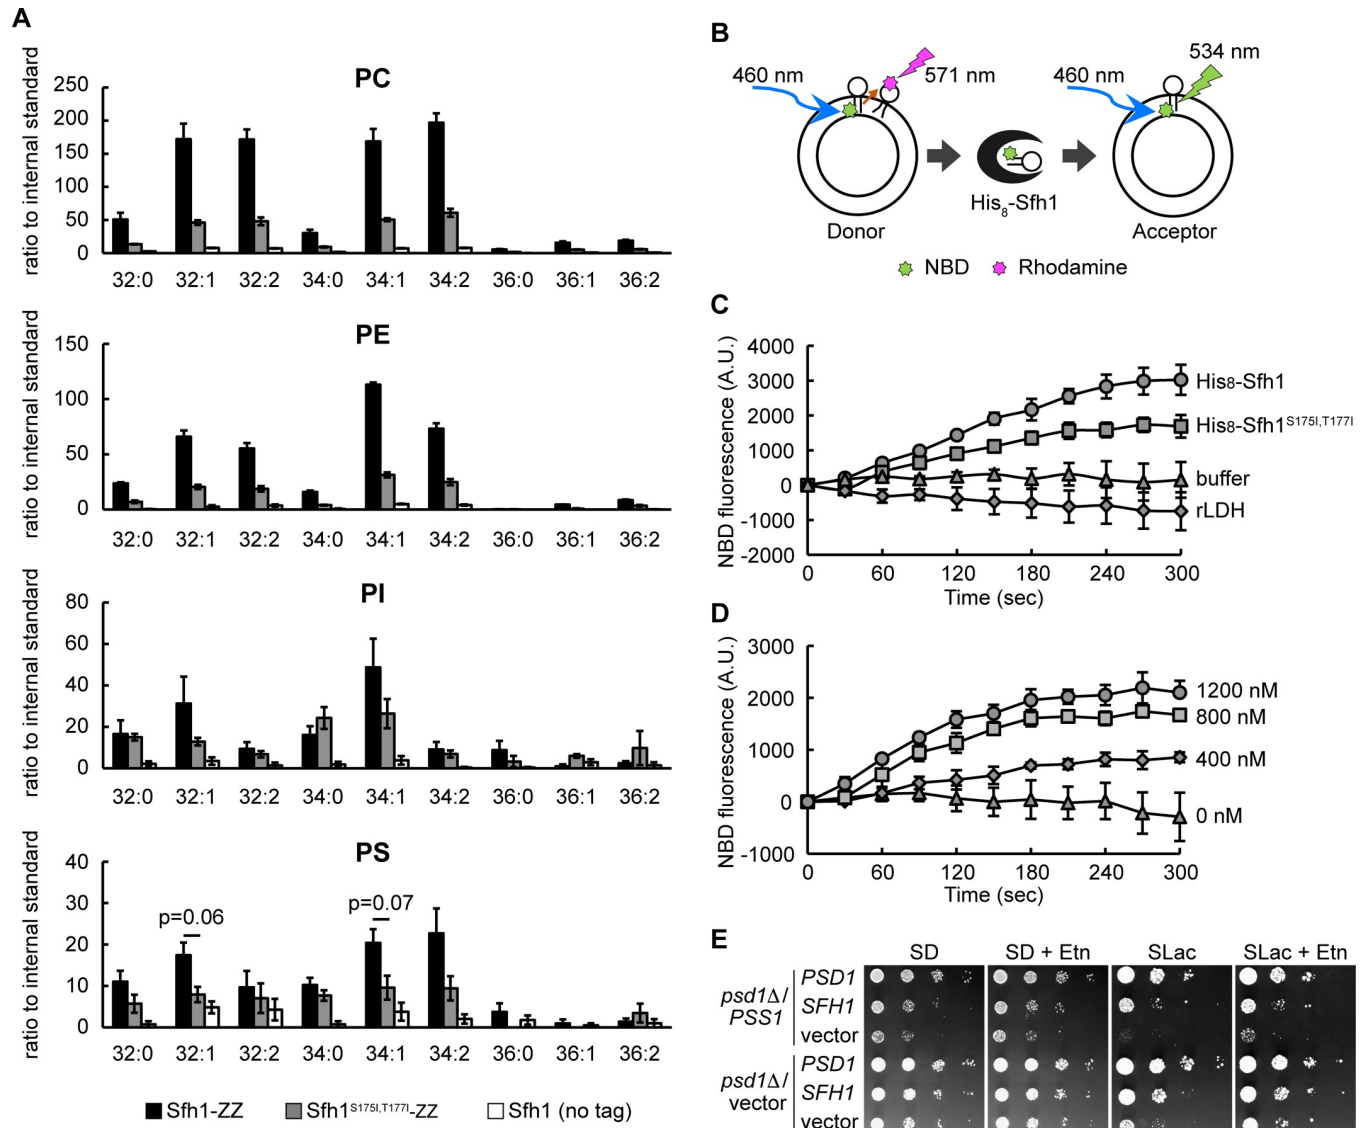 A
PC
ratio to internal standard
250
200
150
100
50
0
32:0 32:1 32:2 34:0 34:1 34:2 36:0 36:1 36:2
PE
ratio to internal standard
150
100
50
0
32:0 32:1 32:2 34:0 34:1 34:2 36:0 36:1 36:2
PI
ratio to internal standard
80
60
40
20
0
32:0 32:1 32:2 34:0 34:1 34:2 36:0 36:1 36:2
PS
ratio to internal standard
40
30
20
10
0
p=0.06
p=0.07
32:0 32:1 32:2 34:0 34:1 34:2 36:0 36:1 36:2
Sfh1-ZZ Sfh1S175I,T177I-ZZ Sfh1 (no tag)
B
460 nm 571 nm 460 nm 534 nm
Donor His8-Sfh1 Acceptor
NBD Rhodamine
C
NBD fluorescence (A.U.)
4000
3000
2000
1000
0
-1000
-2000
His8-Sfh1
His8-Sfh1S175I,T177I
buffer
rLDH
0 60 120 180 240 300
Time (sec)
D
NBD fluorescence (A.U.)
3000
2000
1000
0
-1000
1200 nM
800 nM
400 nM
0 nM
0 60 120 180 240 300
Time (sec)
E
SD SD + Etn SLac SLac + Etn
psd1Δ/
PSS1
PSD1
SFH1
vector
psd1Δ/
vector
PSD1
SFH1
vector